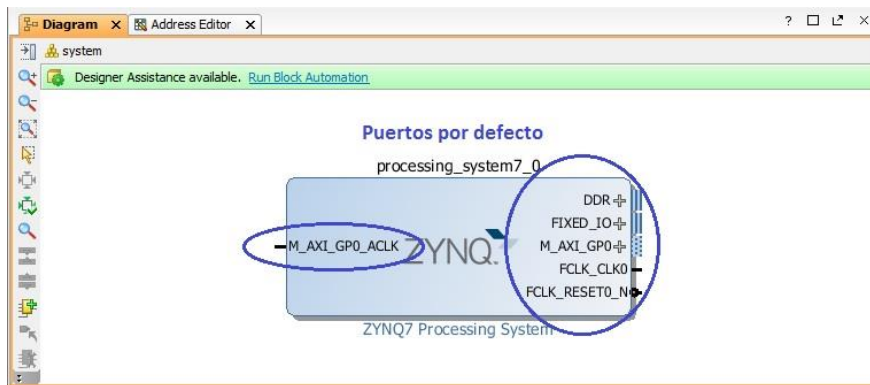 Diagram
Address Editor
system
Designer Assistance available. Run Block Automation
Puertos por defecto
processing_system7_0
DDR
FIXED_IO
M_AXI_GP0_ACLK
ZYNQ.
M_AXI_GP0
FCLK_CLK0
FCLK_RESET0_N
ZYNQ7 Processing System